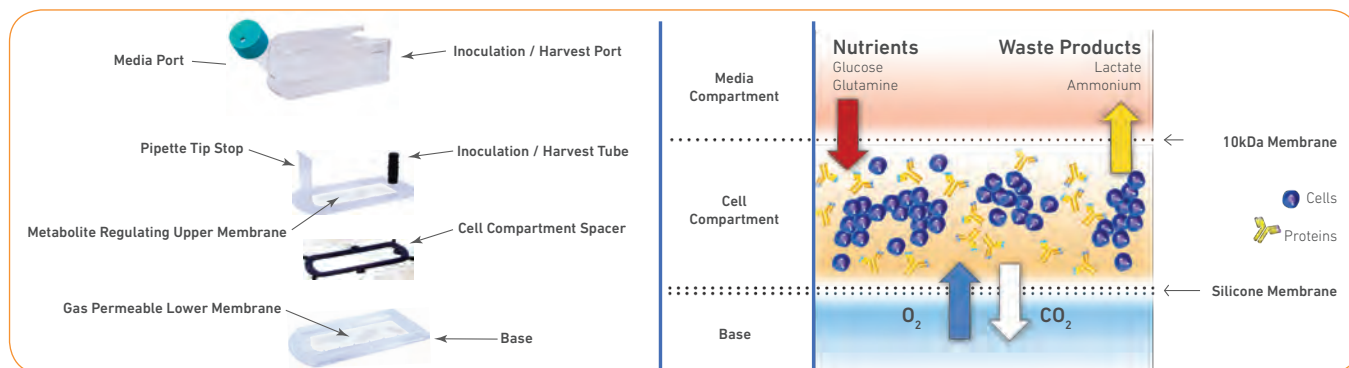 Media Port
Inoculation / Harvest Port
Pipette Tip Stop
Inoculation / Harvest Tube
Metabolite Regulating Upper Membrane
Cell Compartment Spacer
Gas Permeable Lower Membrane
Base
Media
Compartment
Cell
Compartment
Base
Nutrients
Glucose
Glutamine
Waste Products
Lactate
Ammonium
O₂
CO₂
10kDa Membrane
Cells
Proteins
Silicone Membrane